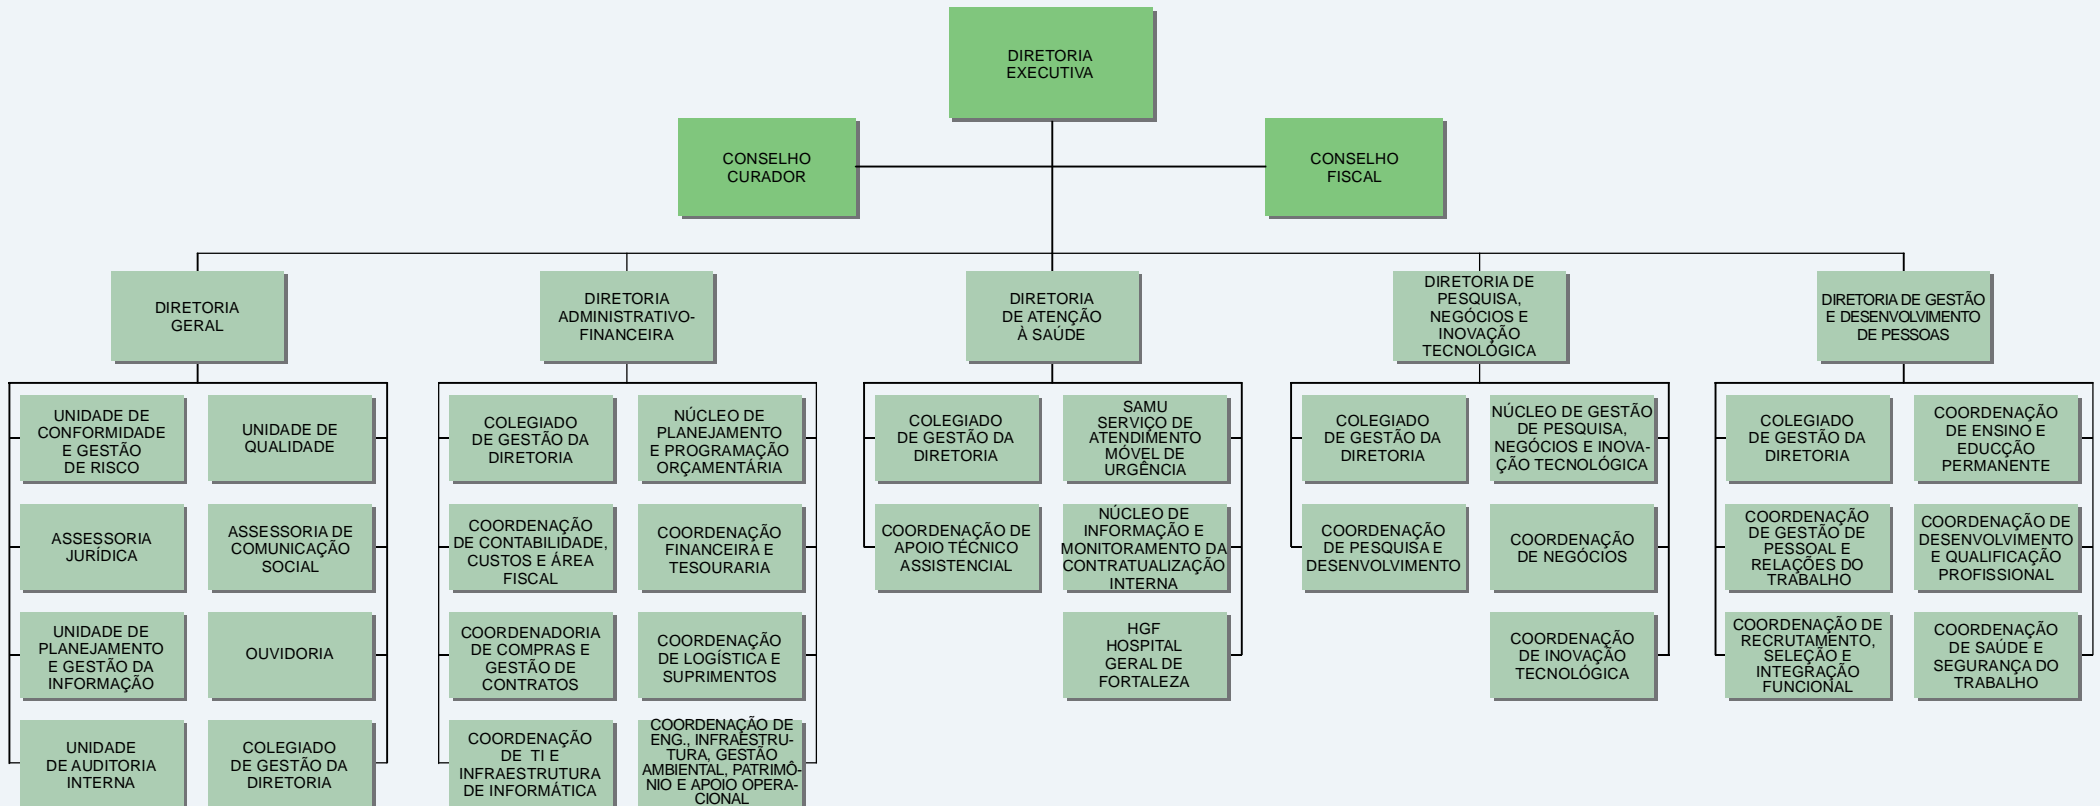 DIRETORIA
EXECUTIVA
CONSELHO
CURADOR
CONSELHO
FISCAL
DIRETORIA
GERAL
DIRETORIA
ADMINISTRATIVO-
FINANCEIRA
DIRETORIA
DE ATENÇÃO
À SAÚDE
DIRETORIA DE
PESQUISA,
NEGÓCIOS E
INOVAÇÃO
TECNOLÓGICA
DIRETORIA DE GESTÃO
E DESENVOLVIMENTO
DE PESSOAS
UNIDADE DE
CONFORMIDADE
E GESTÃO
DE RISCO
UNIDADE DE
QUALIDADE
ASSESSORIA
JURÍDICA
ASSESSORIA DE
COMUNICAÇÃO
SOCIAL
UNIDADE DE
PLANEJAMENTO
E GESTÃO DA
INFORMAÇÃO
OUVIDORIA
UNIDADE
DE AUDITORIA
INTERNA
COLEGIADO
DE GESTÃO DA
DIRETORIA
COLEGIADO
DE GESTÃO DA
DIRETORIA
NÚCLEO DE
PLANEJAMENTO
E PROGRAMAÇÃO
ORÇAMENTÁRIA
COORDENAÇÃO
DE CONTABILIDADE,
CUSTOS E ÁREA
FISCAL
COORDENAÇÃO
FINANCEIRA E
TESOURARIA
COORDENADORIA
DE COMPRAS E
GESTÃO DE
CONTRATOS
COORDENAÇÃO
DE LOGÍSTICA E
SUPRIMENTOS
COORDENAÇÃO
DE TI E
INFRAESTRUTURA
DE INFORMÁTICA
COORDENAÇÃO DE
ENG., INFRAESTRU-
TURA, GESTÃO
AMBIENTAL, PATRIMÔ-
NIO E APOIO OPERA-
CIONAL
COLEGIADO
DE GESTÃO DA
DIRETORIA
SAMU
SERVIÇO DE
ATENDIMENTO
MÓVEL DE
URGÊNCIA
COORDENAÇÃO DE
APOIO TÉCNICO
ASSISTENCIAL
NÚCLEO DE
INFORMAÇÃO E
MONITORAMENTO DA
CONTRATUALIZAÇÃO
INTERNA
HGF
HOSPITAL
GERAL DE
FORTALEZA
COLEGIADO
DE GESTÃO DA
DIRETORIA
NÚCLEO DE GESTÃO
DE PESQUISA,
NEGÓCIOS E INOVA-
ÇÃO TECNOLÓGICA
COORDENAÇÃO
DE PESQUISA E
DESENVOLVIMENTO
COORDENAÇÃO
DE NEGÓCIOS
COORDENAÇÃO
DE INOVAÇÃO
TECNOLÓGICA
COLEGIADO
DE GESTÃO DA
DIRETORIA
COORDENAÇÃO
DE ENSINO E
EDUCÇÃO
PERMANENTE
COORDENAÇÃO
DE GESTÃO DE
PESSOAL E
RELAÇÕES DO
TRABALHO
COORDENAÇÃO DE
DESENVOLVIMENTO
E QUALIFICAÇÃO
PROFISSIONAL
COORDENAÇÃO DE
RECRUTAMENTO,
SELEÇÃO E
INTEGRAÇÃO
FUNCIONAL
COORDENAÇÃO
DE SAÚDE E
SEGURANÇA DO
TRABALHO